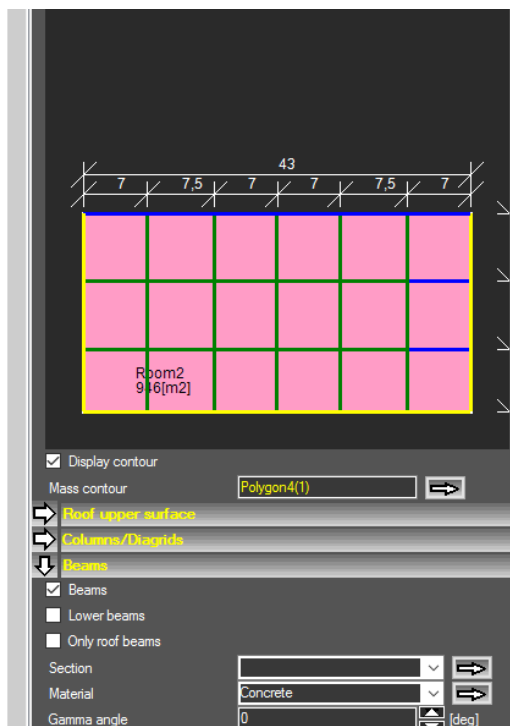 43
7 7,5 7 7 7,5 7
Room2
946[m2]
Display contour
Mass contour Polygon4(1)
Roof upper surface
Columns/Diagrids
Beams
Beams
Lower beams
Only roof beams
Section
Material Concrete
Gamma angle 0 [deg]